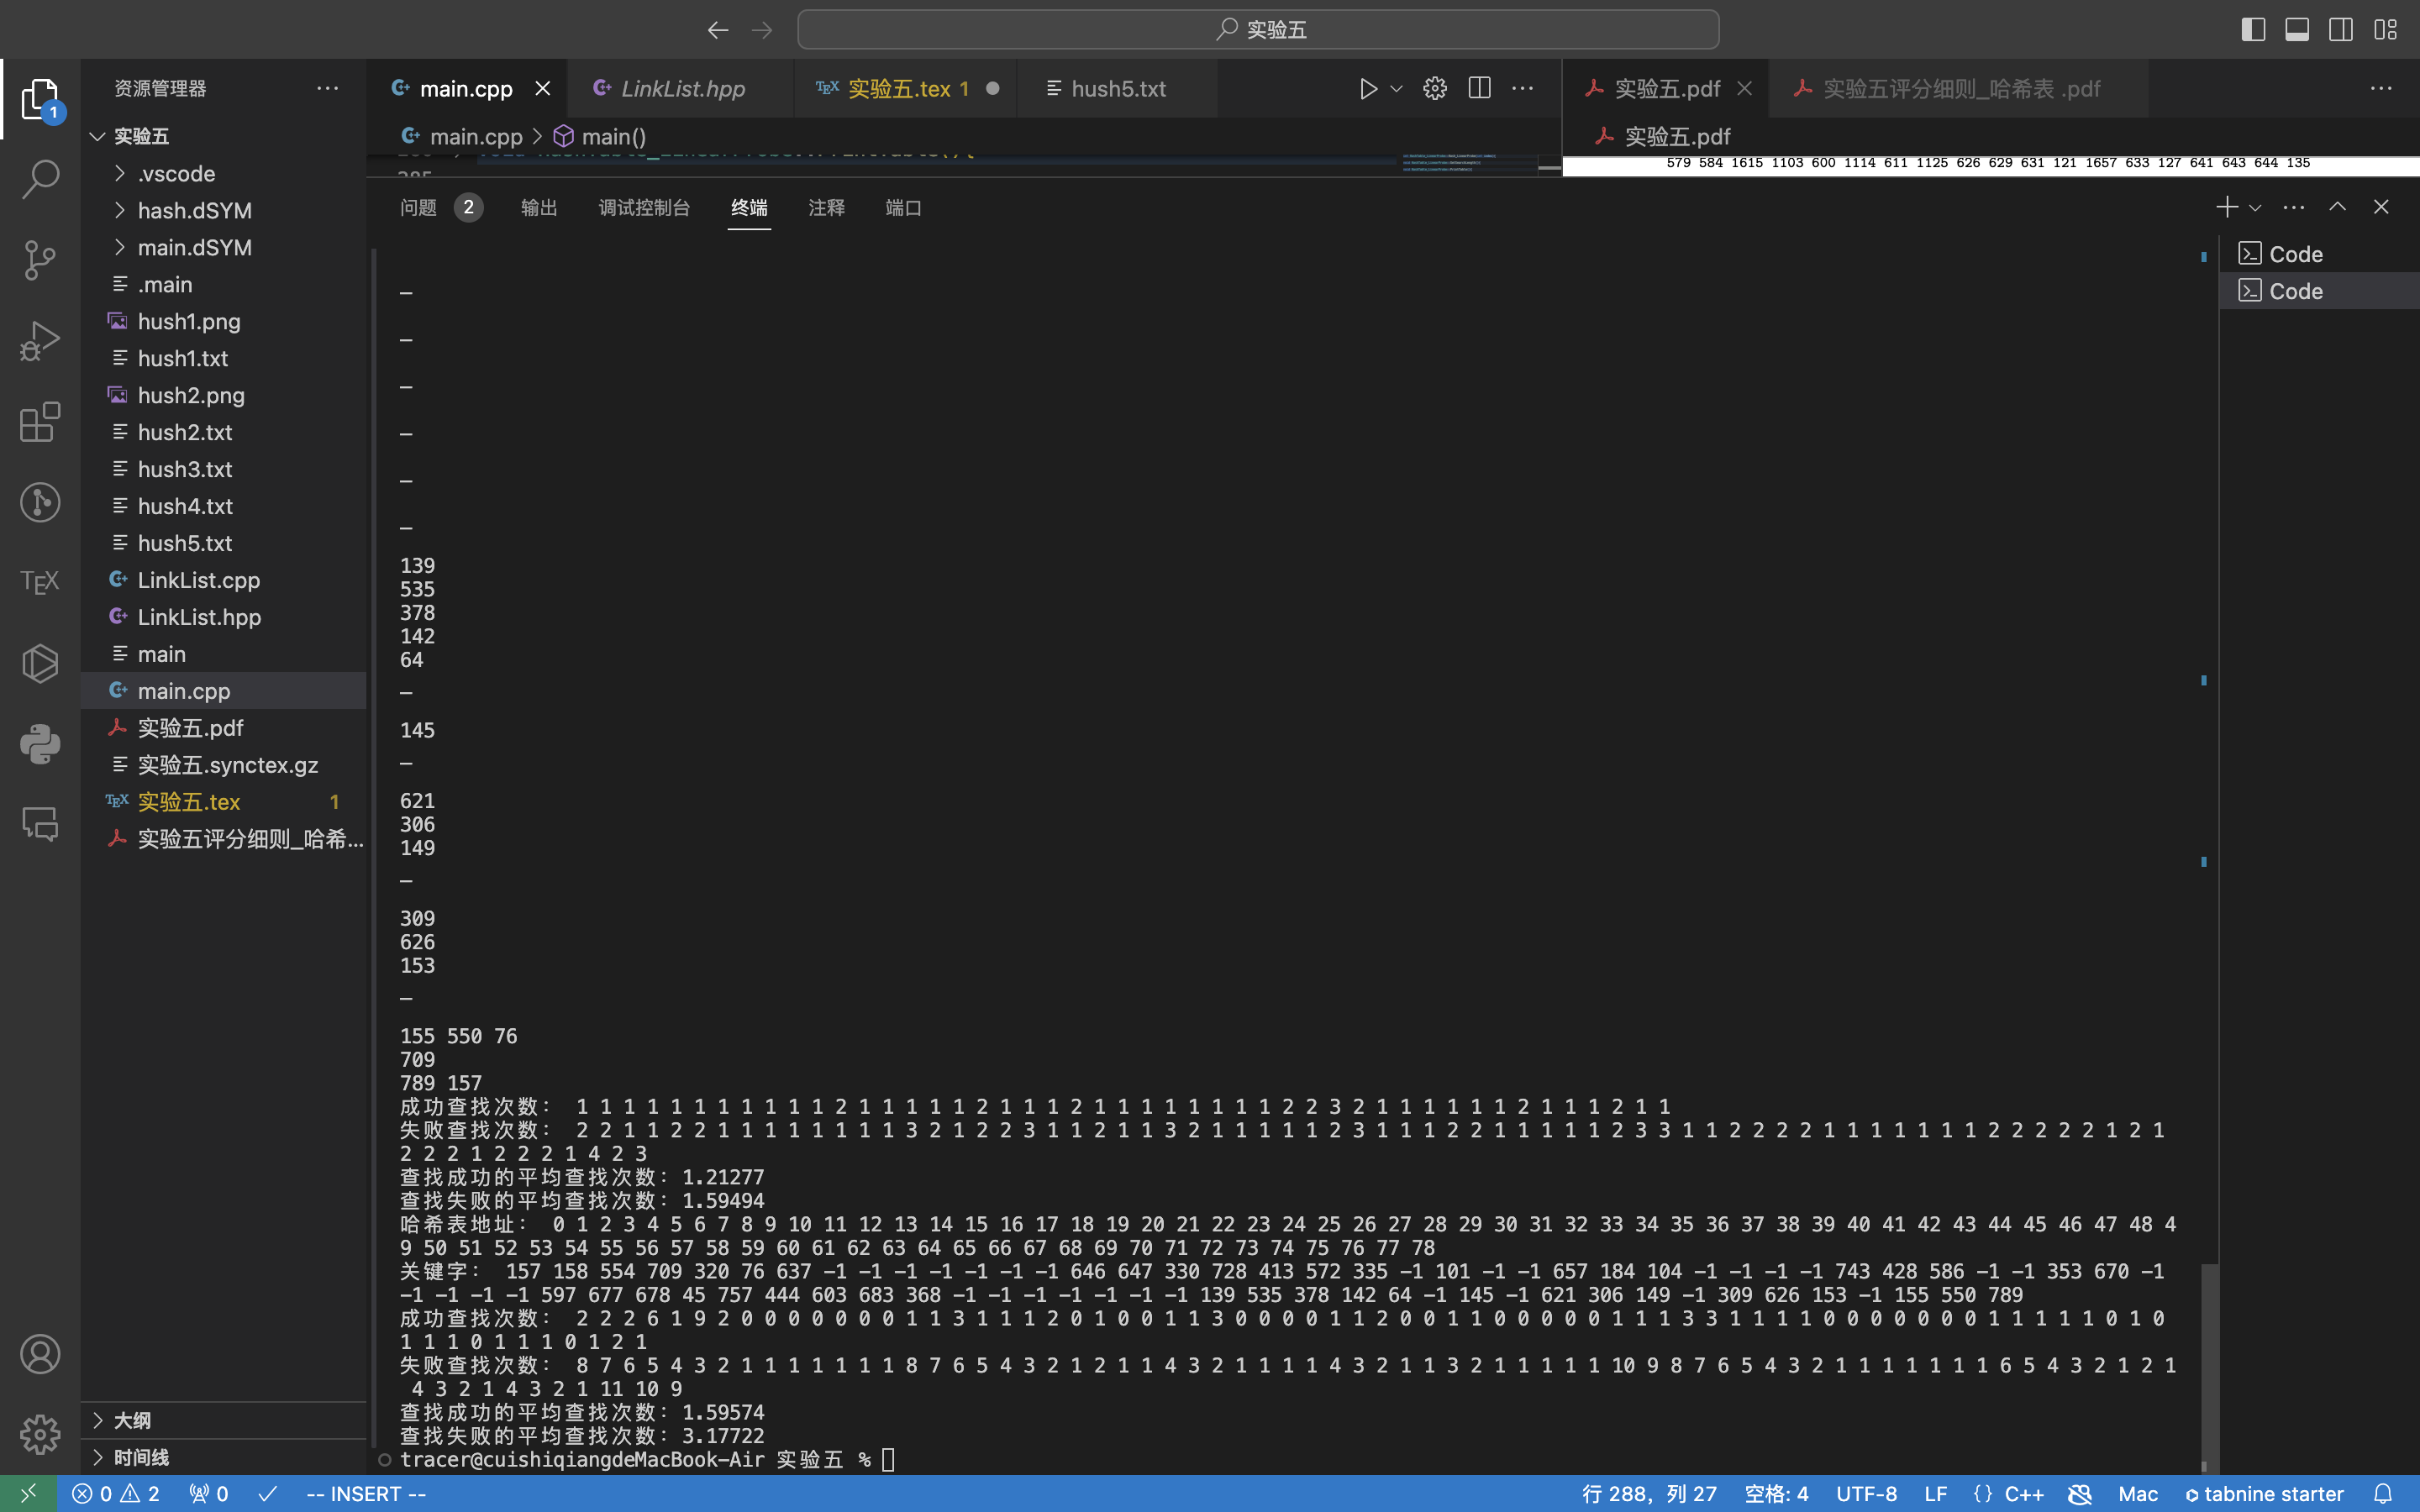 实验五
资源管理器
main.cpp
LinkList.hpp
实验五.tex 1
hush5.txt
实验五.pdf
实验五评分细则_哈希表 .pdf
1
实验五
main.cpp > main()
实验五.pdf
285
579 584 1615 1103 600 1114 611 1125 626 629 631 121 1657 633 127 641 643 644 135
.vscode
hash.dSYM
main.dSYM
.main
hush1.png
hush1.txt
hush2.png
hush2.txt
hush3.txt
hush4.txt
hush5.txt
LinkList.cpp
LinkList.hpp
main
main.cpp
实验五.pdf
实验五.synctex.gz
实验五.tex 1
实验五评分细则_哈希...
大纲
时间线
问题 2 输出 调试控制台 终端 注释 端口
Code
Code
—
—
—
—
—
—
139
535
378
142
64
—
145
—
621
306
149
—
309
626
153
—
155 550 76
709
789 157
成功查找次数： 1 1 1 1 1 1 1 1 1 1 1 2 1 1 1 1 1 2 1 1 1 2 1 1 1 1 1 1 1 1 2 2 3 2 1 1 1 1 1 1 2 1 1 1 2 1 1
失败查找次数： 2 2 1 1 2 2 1 1 1 1 1 1 1 1 3 2 1 2 2 3 1 1 2 1 1 3 2 1 1 1 1 1 2 3 1 1 1 2 2 1 1 1 1 1 2 3 3 1 1 2 2 2 2 1 1 1 1 1 1 1 2 2 2 2 2 1 2 1
2 2 2 1 2 2 2 1 4 2 3
查找成功的平均查找次数：1.21277
查找失败的平均查找次数：1.59494
哈希表地址： 0 1 2 3 4 5 6 7 8 9 10 11 12 13 14 15 16 17 18 19 20 21 22 23 24 25 26 27 28 29 30 31 32 33 34 35 36 37 38 39 40 41 42 43 44 45 46 47 48 4
9 50 51 52 53 54 55 56 57 58 59 60 61 62 63 64 65 66 67 68 69 70 71 72 73 74 75 76 77 78
关键字： 157 158 554 709 320 76 637 -1 -1 -1 -1 -1 -1 -1 646 647 330 728 413 572 335 -1 101 -1 -1 657 184 104 -1 -1 -1 -1 743 428 586 -1 -1 353 670 -1
-1 -1 -1 -1 597 677 678 45 757 444 603 683 368 -1 -1 -1 -1 -1 -1 -1 139 535 378 142 64 -1 145 -1 621 306 149 -1 309 626 153 -1 155 550 789
成功查找次数： 2 2 2 6 1 9 2 0 0 0 0 0 0 0 1 1 3 1 1 1 2 0 1 0 0 1 1 3 0 0 0 0 1 1 2 0 0 1 1 0 0 0 0 0 1 1 1 3 3 1 1 1 1 0 0 0 0 0 0 0 1 1 1 1 1 0 1 0
1 1 1 0 1 1 1 0 1 2 1
失败查找次数： 8 7 6 5 4 3 2 1 1 1 1 1 1 1 8 7 6 5 4 3 2 1 2 1 1 4 3 2 1 1 1 1 4 3 2 1 1 3 2 1 1 1 1 1 10 9 8 7 6 5 4 3 2 1 1 1 1 1 1 1 6 5 4 3 2 1 2 1
4 3 2 1 4 3 2 1 11 10 9
查找成功的平均查找次数：1.59574
查找失败的平均查找次数：3.17722
tracer@cuishiqiangdeMacBook-Air 实验五 %
0 2 0 -- INSERT -- 行 288，列 27 空格: 4 UTF-8 LF {} C++ Mac tabnine starter